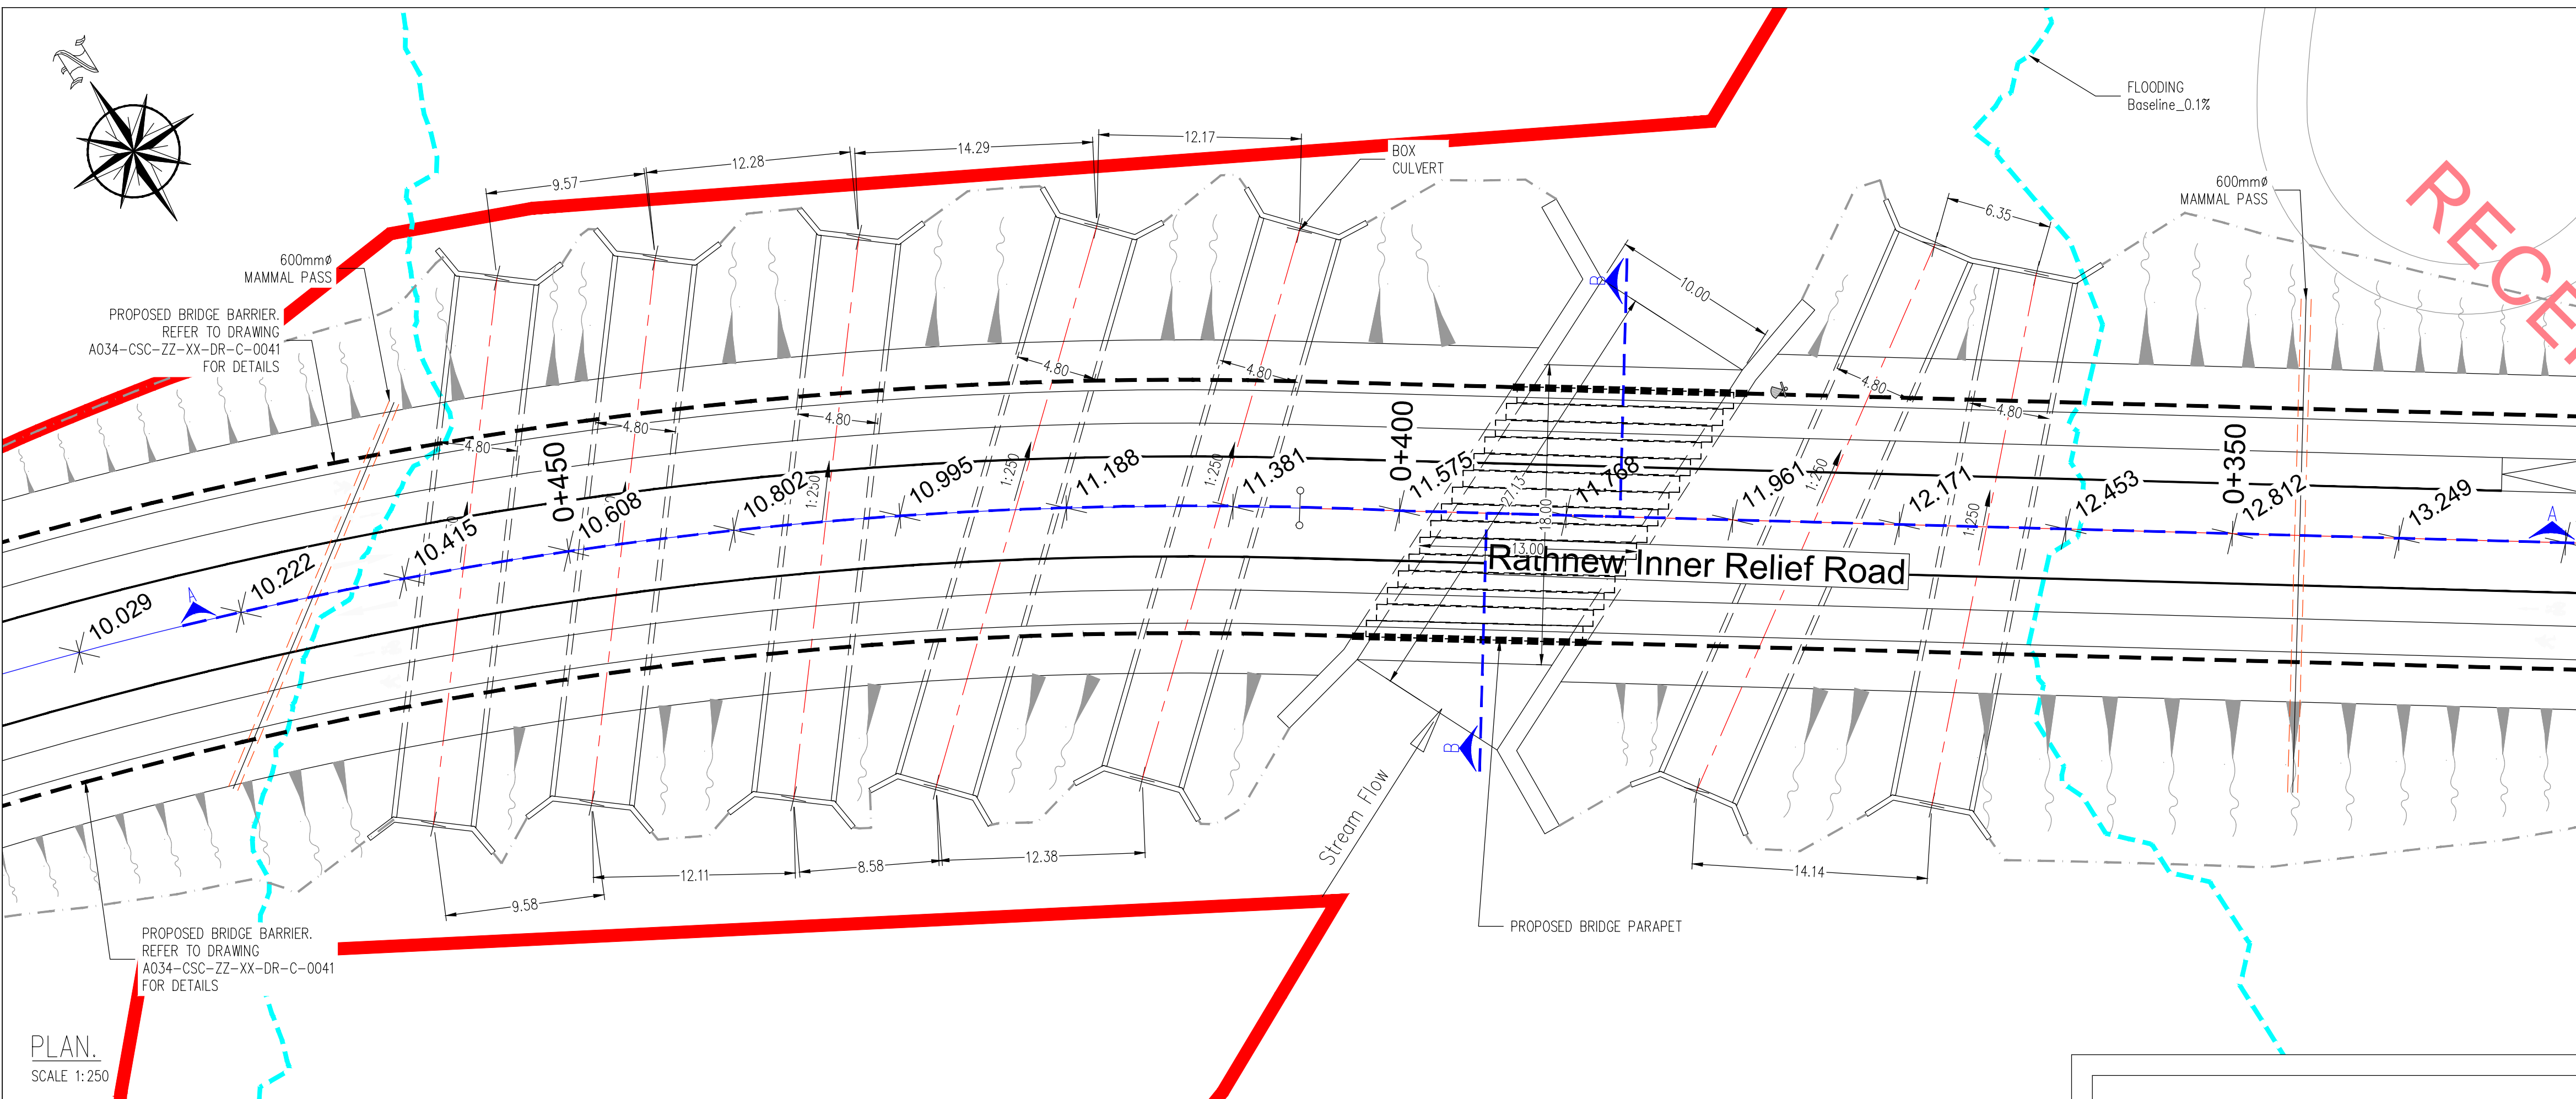 N
FLOODING
Baseline_0.1%
12.17
14.29
12.28
9.57
BOX
CULVERT
600mmø
MAMMAL PASS
6.35
RECE
600mmø
MAMMAL PASS
PROPOSED BRIDGE BARRIER.
REFER TO DRAWING
A034-CSC-ZZ-XX-DR-C-0041
FOR DETAILS
B
10.00
4.80
4.80
4.80
4.80
4.80
4.80
4.80
0+450
0+400
0+350
10.029
10.222
10.415
10.608
10.802
10.995
11.188
11.381
11.575
11.768
11.961
12.171
12.453
12.812
13.249
1:250
1:250
1:250
1:250
1:250
27.13
18.00
13.00
A
A
Rathnew Inner Relief Road
B
Stream Flow
9.58
12.11
8.58
12.38
14.14
PROPOSED BRIDGE PARAPET
PROPOSED BRIDGE BARRIER.
REFER TO DRAWING
A034-CSC-ZZ-XX-DR-C-0041
FOR DETAILS
PLAN.
SCALE 1:250